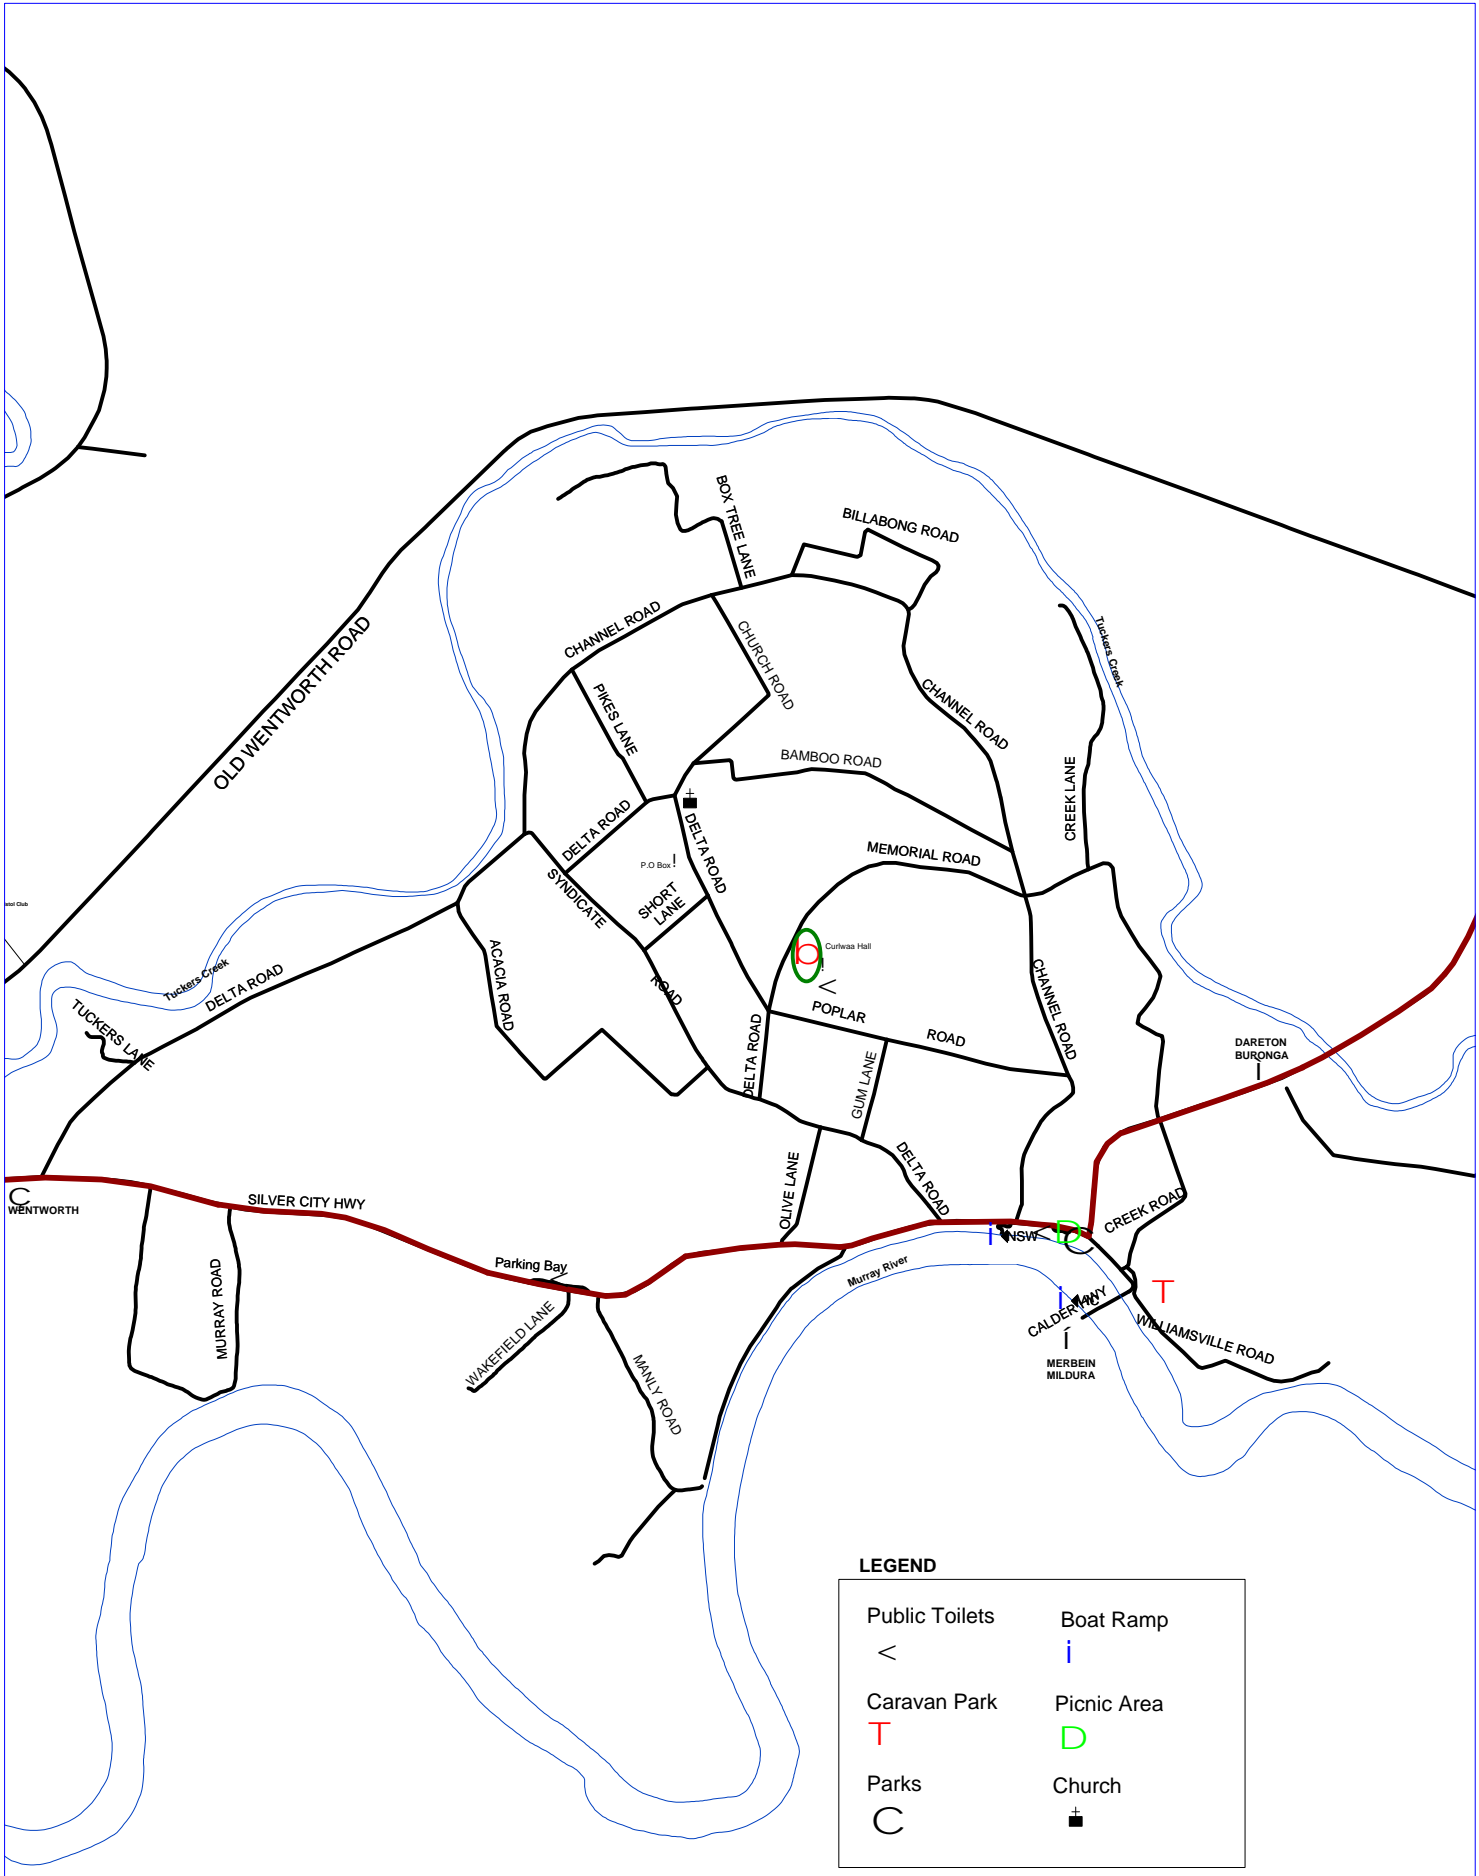 BOX TREE LANE
BILLABONG ROAD
CHANNEL ROAD
CHURCH ROAD
Tuckers Creek
OLD WENTWORTH ROAD
PIKES LANE
CHANNEL ROAD
BAMBOO ROAD
CREEK LANE
DELTA ROAD
DELTA ROAD
MEMORIAL ROAD
P.O Box !
SYNDICATE
SHORT
LANE
b
Curlwaa Hall
!
<
ACACIA ROAD
ROAD
Tuckers Creek
DELTA ROAD
TUCKERS LANE
POPLAR
ROAD
CHANNEL ROAD
DELTA ROAD
GUM LANE
DARETON
BURONGA
OLIVE LANE
DELTA ROAD
CREEK ROAD
C
WENTWORTH
SILVER CITY HWY
i
NSW
<
D
C
Parking Bay
<
Murray River
MURRAY ROAD
WAKEFIELD LANE
MANLY ROAD
i
T
CALDER HWY
WILLIAMSVILLE ROAD
Í
MERBEIN
MILDURA
LEGEND
Public Toilets
Boat Ramp
<
i
Caravan Park
Picnic Area
T
D
Parks
Church
C